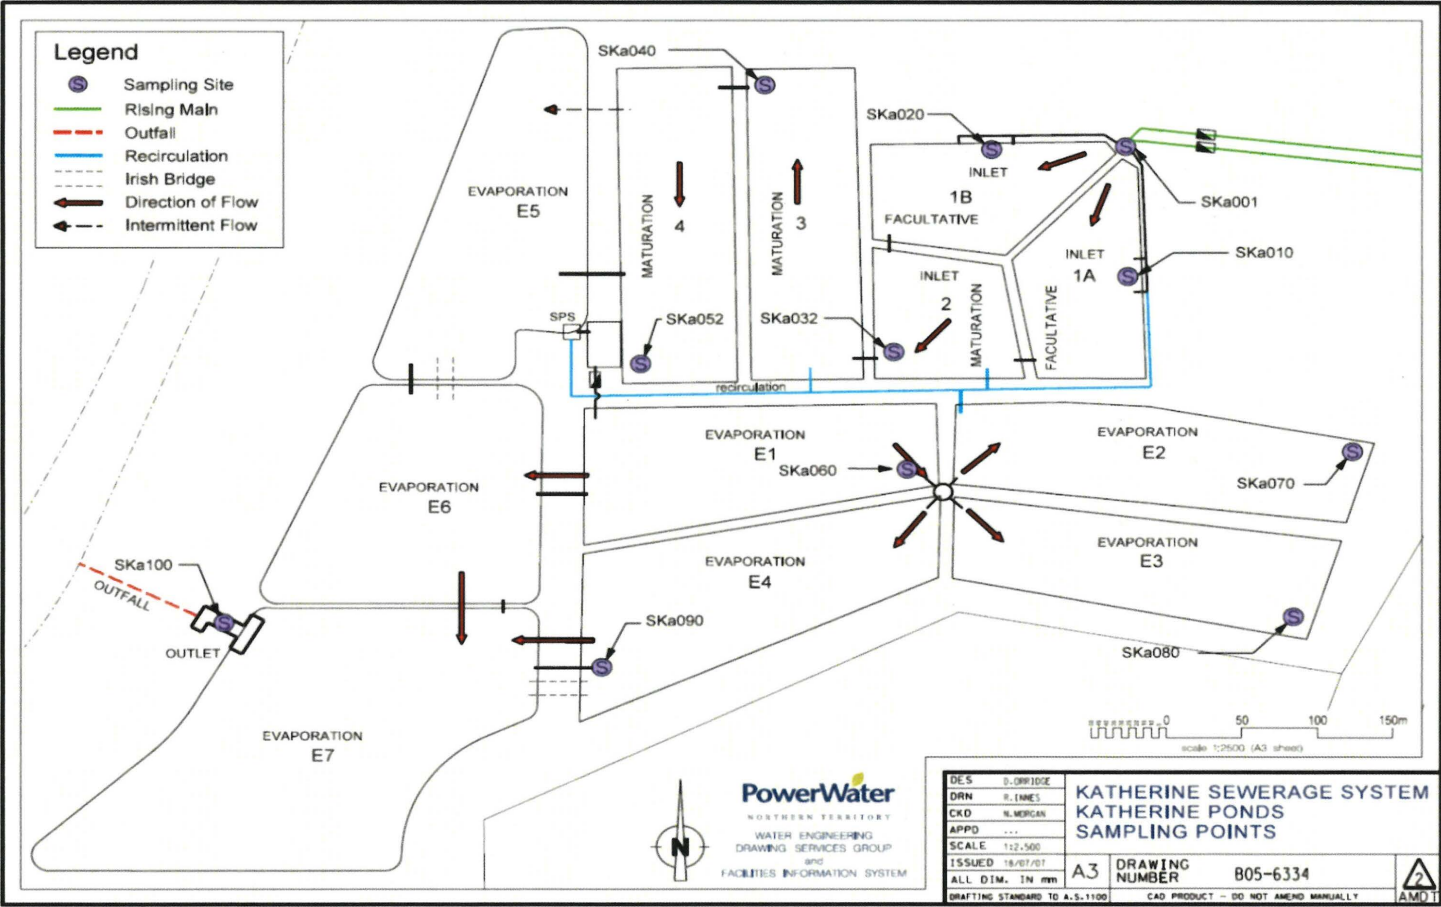 Legend
S Sampling Site
Rising Main
Outfall
Recirculation
Irish Bridge
Direction of Flow
Intermittent Flow
SKa040
SKa020
SKa001
SKa010
SKa052
SKa032
EVAPORATION
E5
MATURATION
4
MATURATION
3
INLET
1B
FACULTATIVE
INLET
1A
FACULTATIVE
INLET
2
MATURATION
SPS
recirculation
EVAPORATION
E1
SKa060
EVAPORATION
E2
SKa070
EVAPORATION
E6
EVAPORATION
E4
EVAPORATION
E3
SKa080
SKa100
OUTFALL
OUTLET
SKa090
EVAPORATION
E7
0 50 100 150m
scale 1:2500 (A3 sheet)
N
PowerWater
NORTHERN TERRITORY
WATER ENGINEERING
DRAWING SERVICES GROUP
and
FACILITIES INFORMATION SYSTEM
DES D.ORRIDGE
DRN R.INNES
CKD N.MORGAN
APPD ...
SCALE 1:2,500
ISSUED 18/07/07
ALL DIM. IN mm
DRAFTING STANDARD TO A.S.1100
KATHERINE SEWERAGE SYSTEM
KATHERINE PONDS
SAMPLING POINTS
A3
DRAWING
NUMBER B05-6334
2
AMDT
CAD PRODUCT - DO NOT AMEND MANUALLY